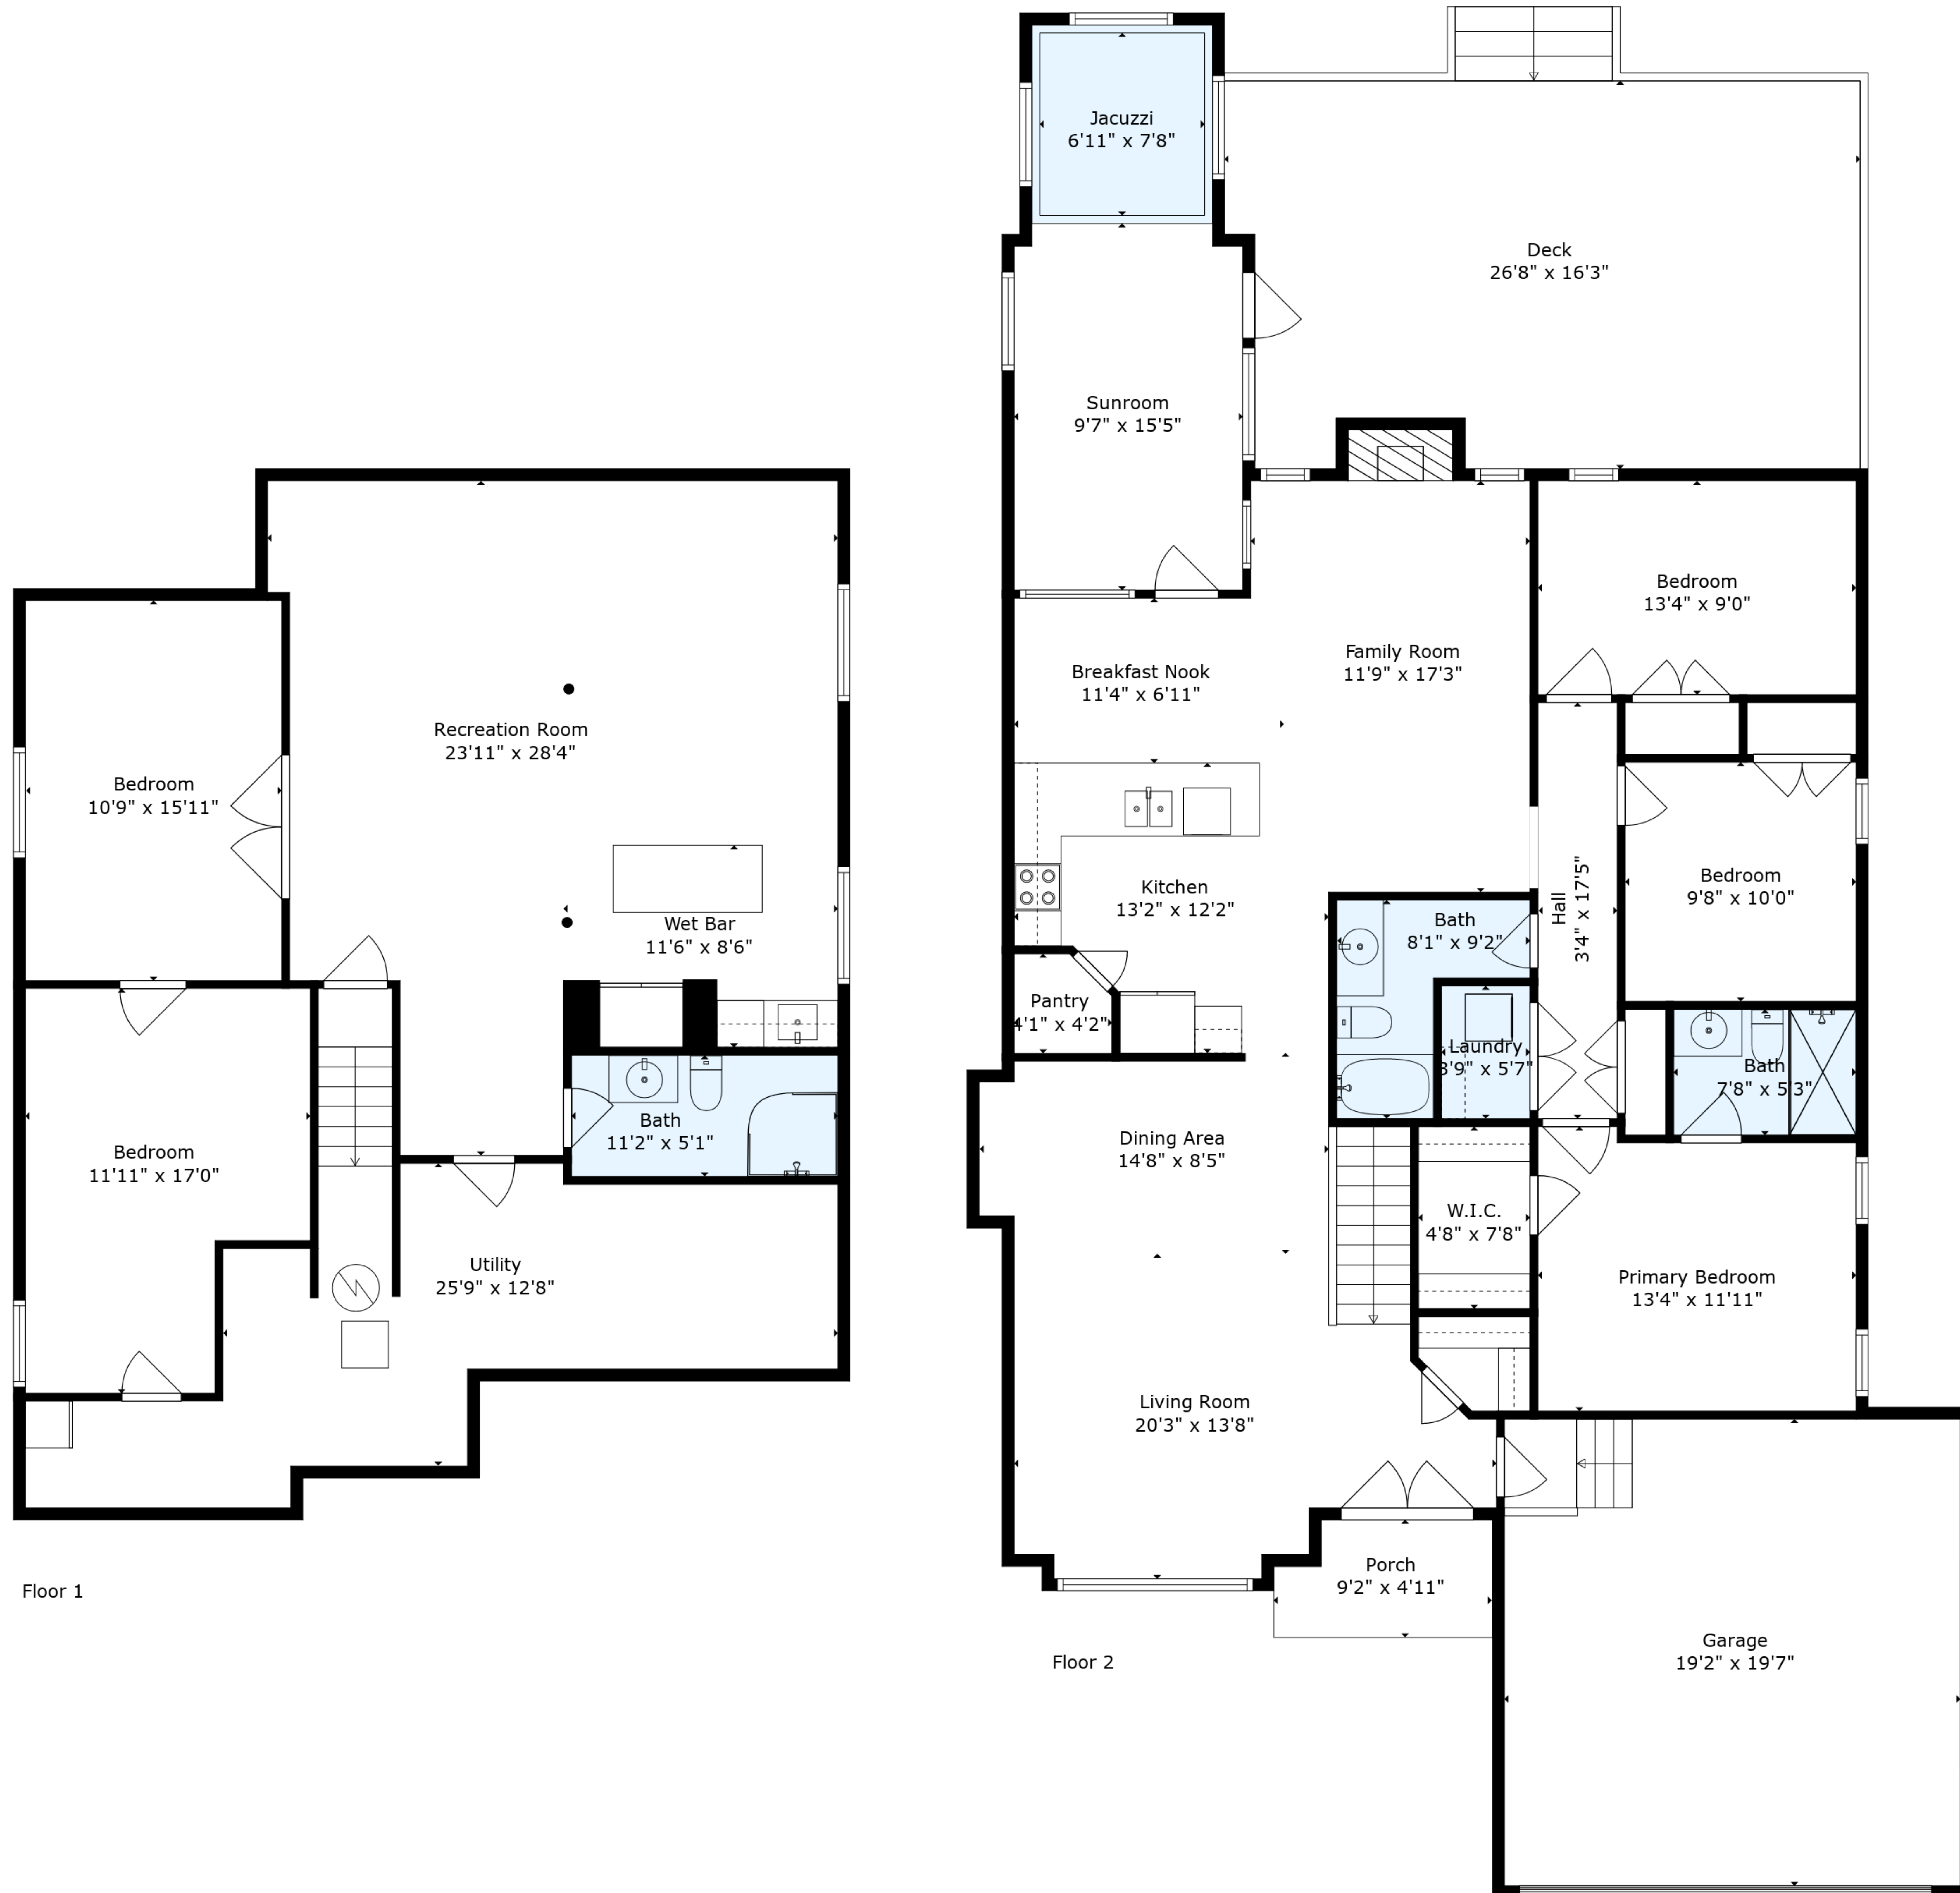 Jacuzzi
6'11" x 7'8"
Deck
26'8" x 16'3"
Sunroom
9'7" x 15'5"
Bedroom
13'4" x 9'0"
Family Room
11'9" x 17'3"
Breakfast Nook
11'4" x 6'11"
Recreation Room
23'11" x 28'4"
Bedroom
10'9" x 15'11"
Wet Bar
11'6" x 8'6"
Kitchen
13'2" x 12'2"
Bath
8'1" x 9'2"
Hall
3'4" x 17'5"
Bedroom
9'8" x 10'0"
Pantry
4'1" x 4'2"
Laundry
3'9" x 5'7"
Bath
7'8" x 5'3"
Bath
11'2" x 5'1"
Bedroom
11'11" x 17'0"
Dining Area
14'8" x 8'5"
W.I.C.
4'8" x 7'8"
Utility
25'9" x 12'8"
Primary Bedroom
13'4" x 11'11"
Living Room
20'3" x 13'8"
Porch
9'2" x 4'11"
Floor 1
Floor 2
Garage
19'2" x 19'7"